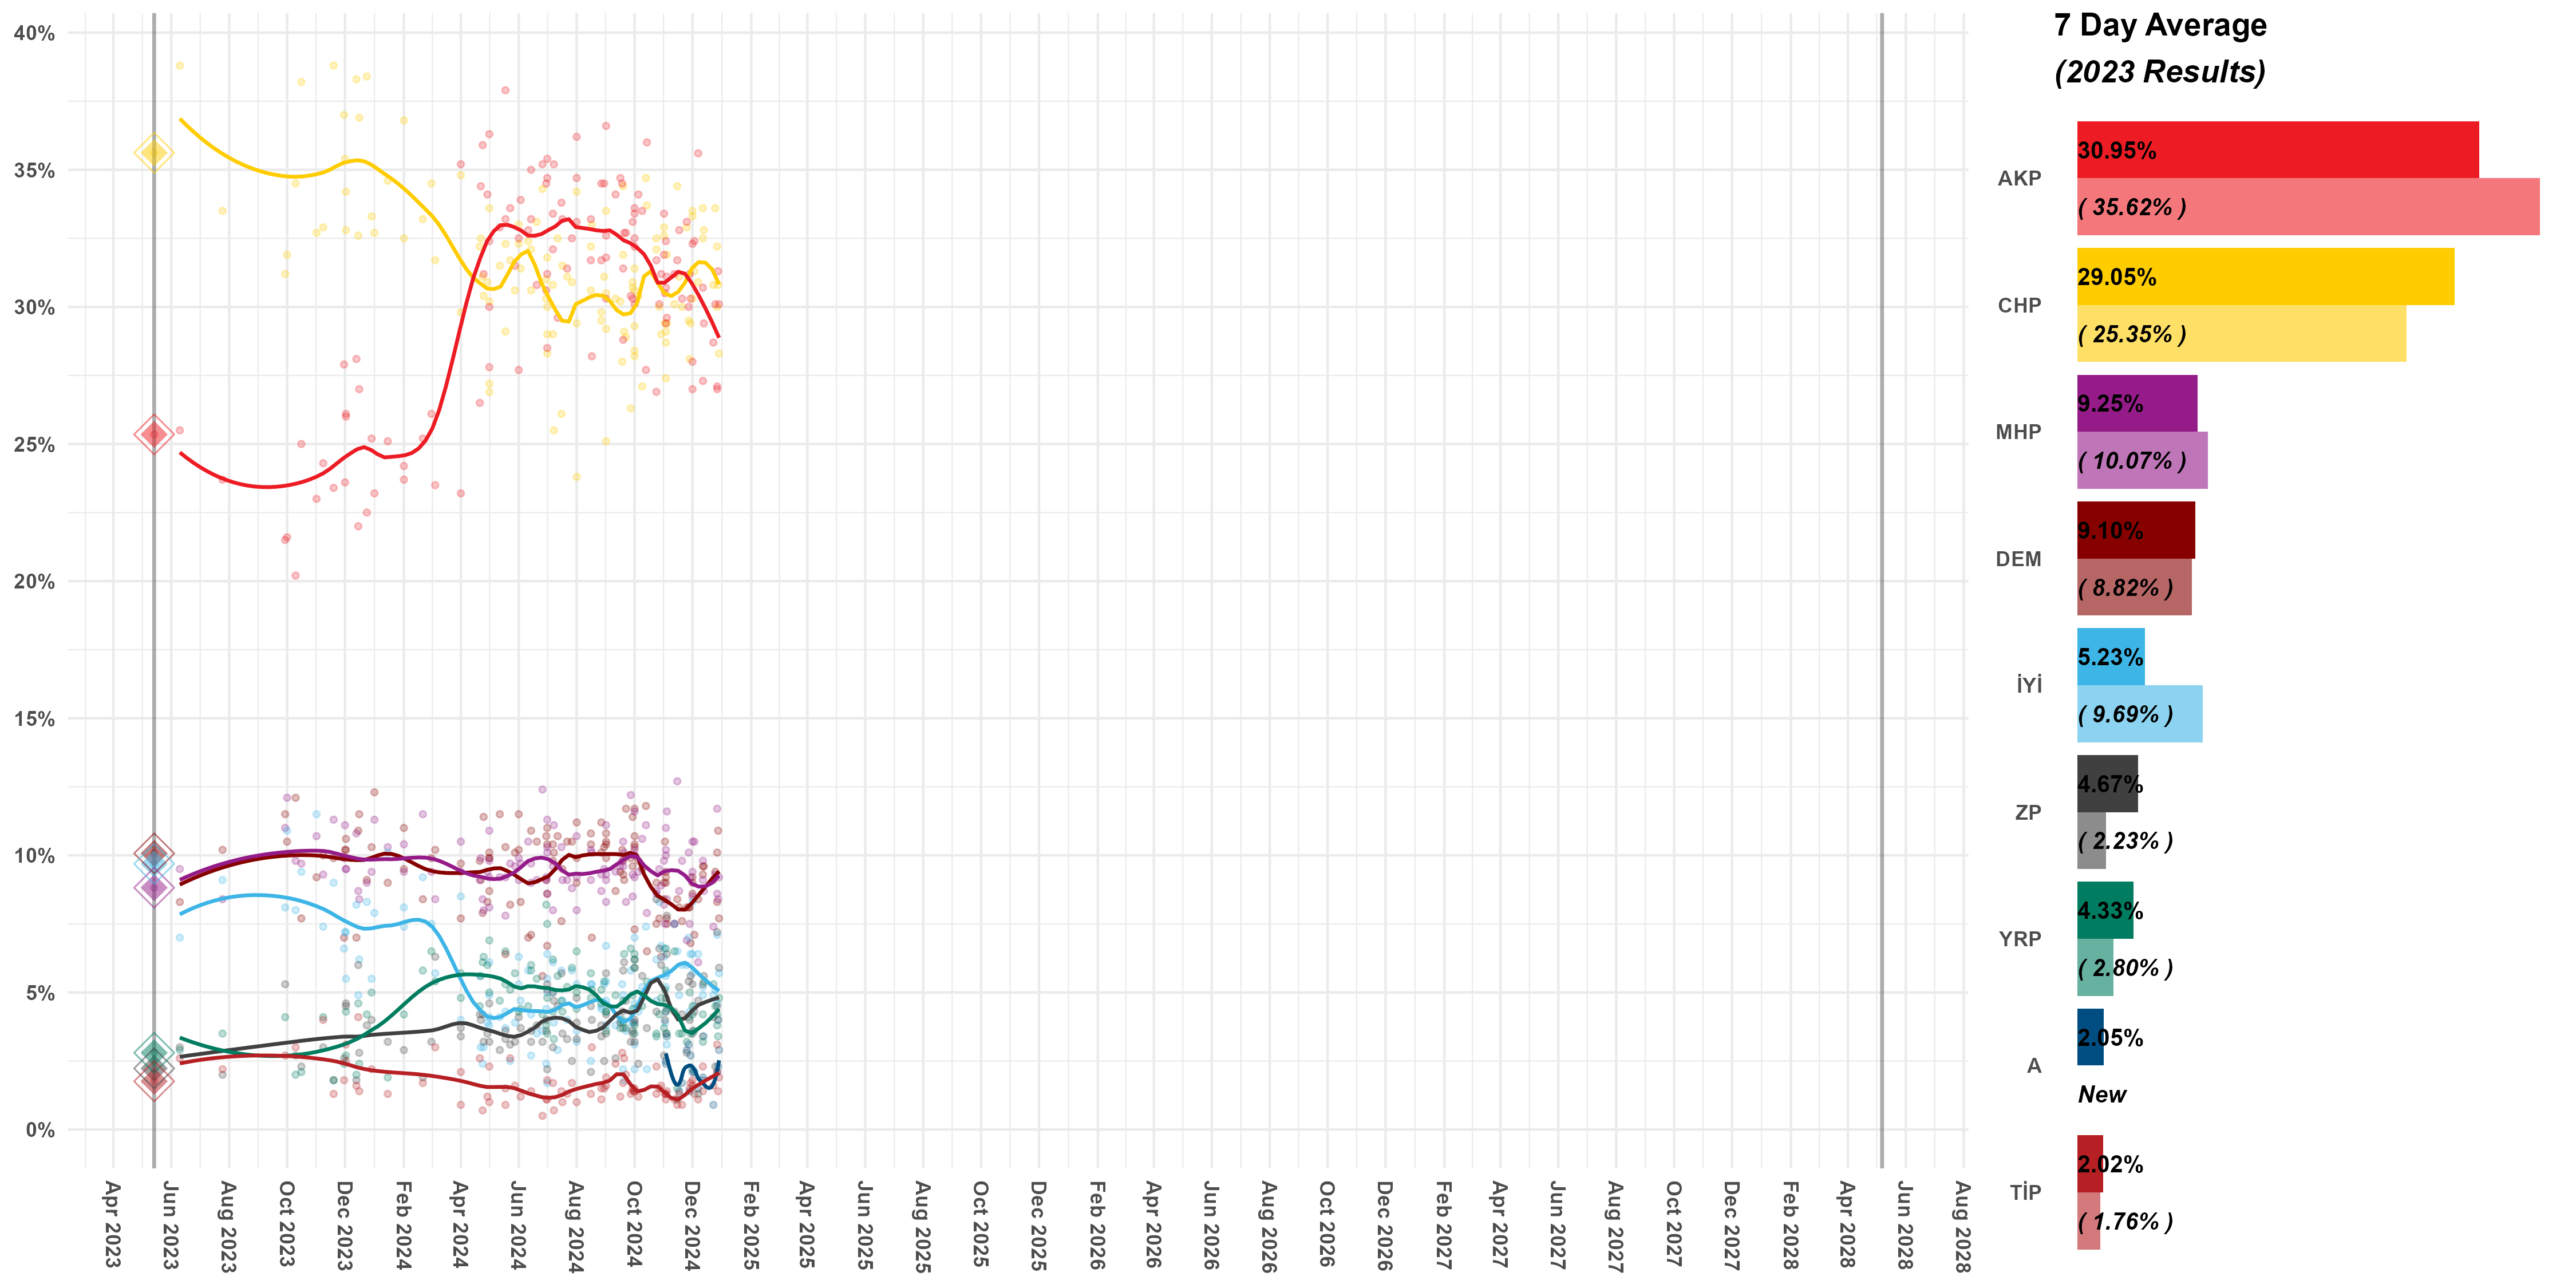 40%
35%
30%
25%
20%
15%
10%
5%
0%
Apr 2023
Jun 2023
Aug 2023
Oct 2023
Dec 2023
Feb 2024
Apr 2024
Jun 2024
Aug 2024
Oct 2024
Dec 2024
Feb 2025
Apr 2025
Jun 2025
Aug 2025
Oct 2025
Dec 2025
Feb 2026
Apr 2026
Jun 2026
Aug 2026
Oct 2026
Dec 2026
Feb 2027
Apr 2027
Jun 2027
Aug 2027
Oct 2027
Dec 2027
Feb 2028
Apr 2028
Jun 2028
Aug 2028
7 Day Average
(2023 Results)
AKP
30.95%
( 35.62% )
CHP
29.05%
( 25.35% )
MHP
9.25%
( 10.07% )
DEM
9.10%
( 8.82% )
İYİ
5.23%
( 9.69% )
ZP
4.67%
( 2.23% )
YRP
4.33%
( 2.80% )
A
2.05%
New
TİP
2.02%
( 1.76% )